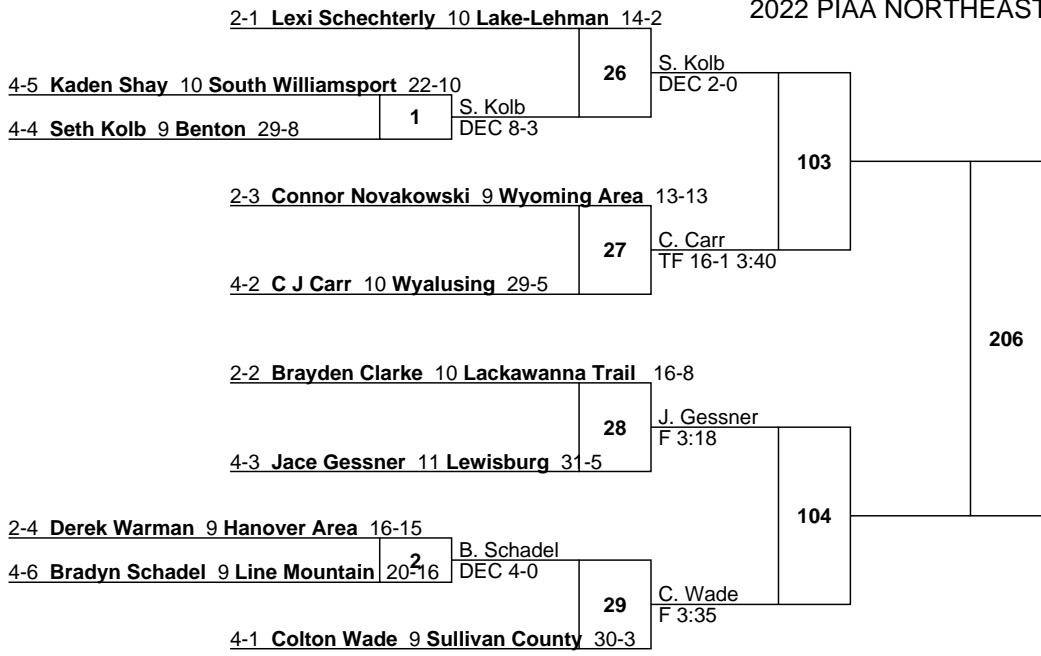 2022 PIAA NORTHEAST
2-1 Lexi Schechterly 10 Lake-Lehman 14-2
26
S. Kolb
DEC 2-0
4-5 Kaden Shay 10 South Williamsport 22-10
1
S. Kolb
DEC 8-3
4-4 Seth Kolb 9 Benton 29-8
103
2-3 Connor Novakowski 9 Wyoming Area 13-13
27
C. Carr
TF 16-1 3:40
4-2 C J Carr 10 Wyalusing 29-5
206
2-2 Brayden Clarke 10 Lackawanna Trail 16-8
28
J. Gessner
F 3:18
4-3 Jace Gessner 11 Lewisburg 31-5
104
2-4 Derek Warman 9 Hanover Area 16-15
2
B. Schadel
DEC 4-0
4-6 Bradyn Schadel 9 Line Mountain 20-16
29
C. Wade
F 3:35
4-1 Colton Wade 9 Sullivan County 30-3